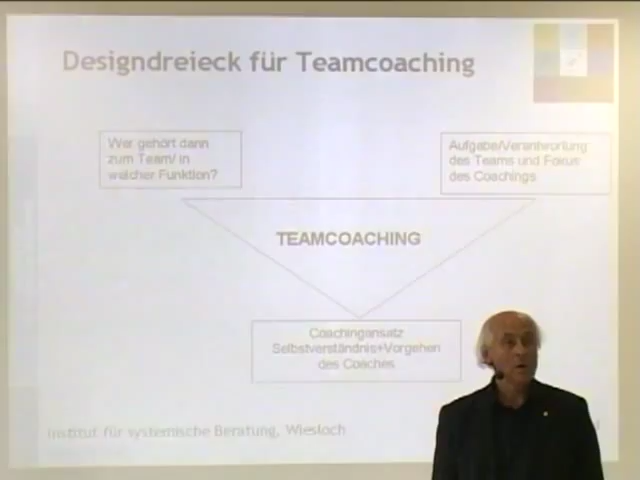 Designdreieck für Teamcoaching
Wer gehört dann
zum Team/ in
welcher Funktion?
Aufgabe/Verantwortung
des Teams und Fokus
des Coachings
TEAMCOACHING
Coachingansatz
Selbstverständnis+Vorgehen
des Coaches
Institut für systemische Beratung, Wiesloch